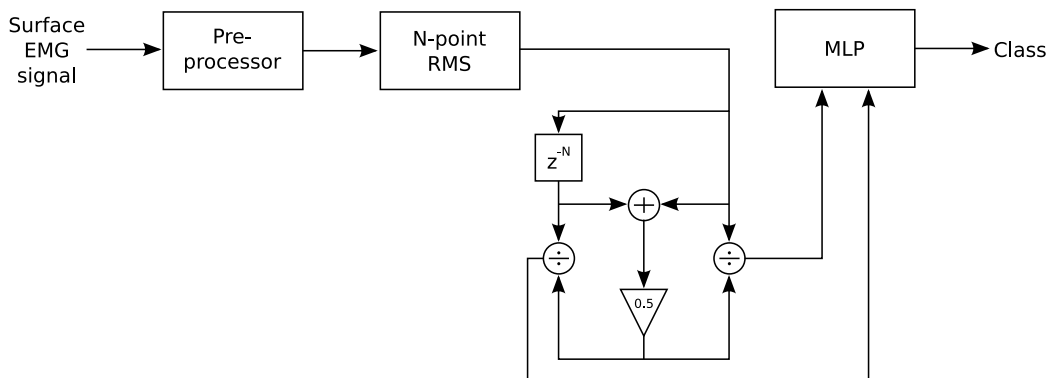 Surface
EMG
signal
Pre-
processor
N-point
RMS
MLP
Class
z-N
+
÷
÷
0.5